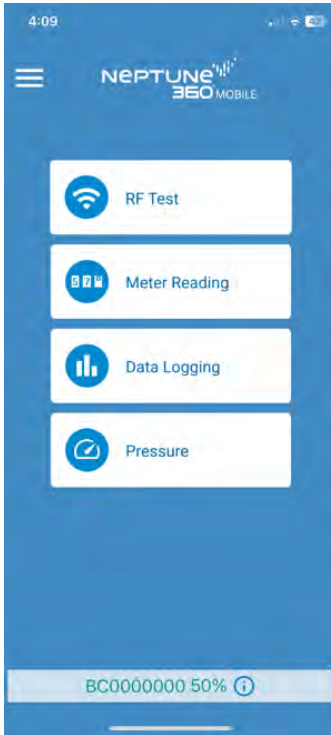 4:09
NEPTUNE
360 MOBILE
RF Test
Meter Reading
Data Logging
Pressure
BC0000000 50%